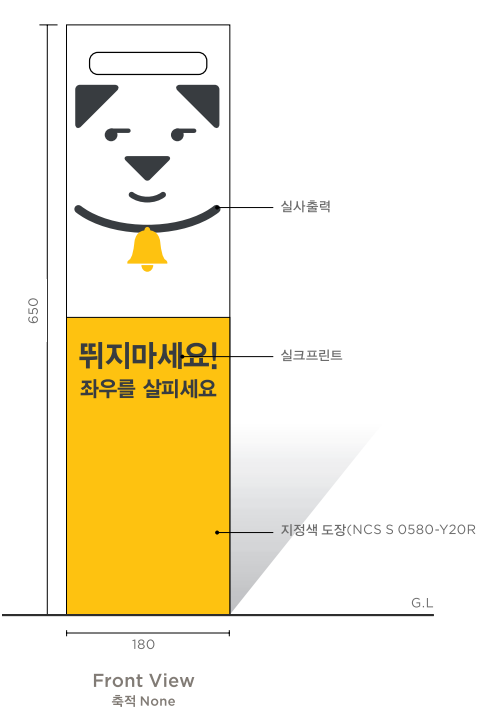 실사출력
650
뛰지마세요!
실크프린트
좌우를 살피세요
지정색 도장(NCS S 0580-Y20R
G.L
180
Front View
축적 None